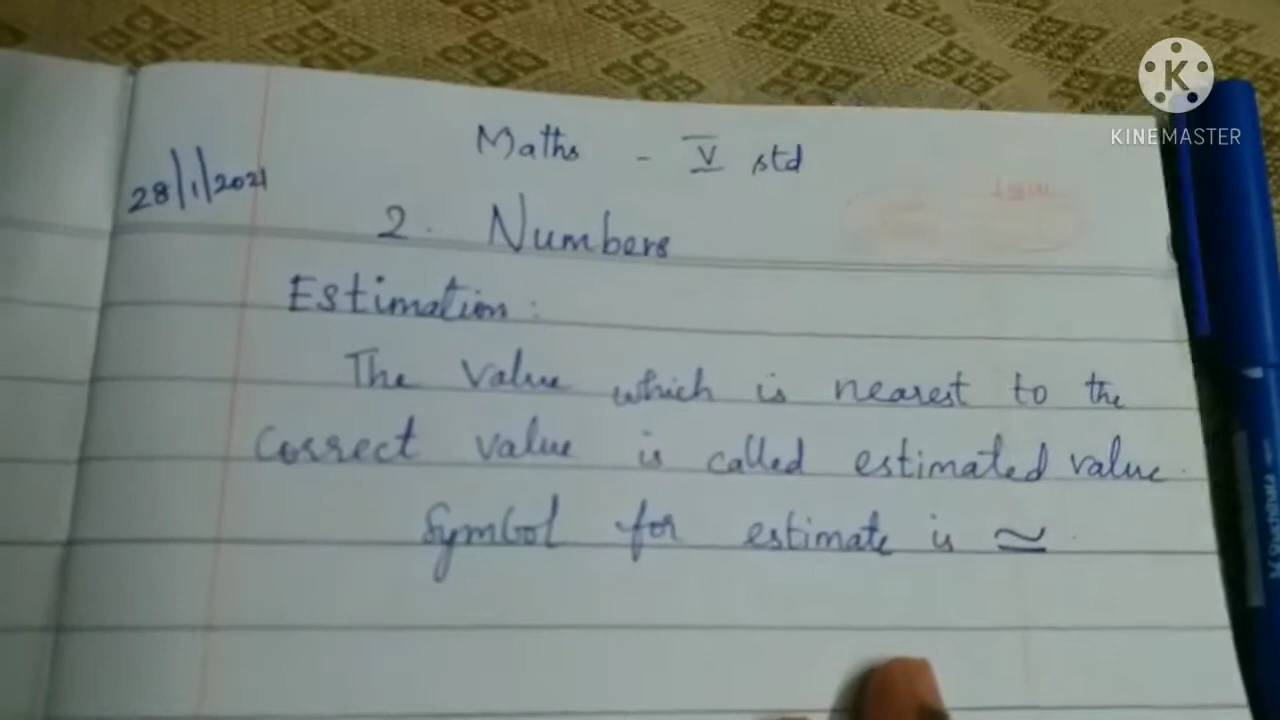 KINEMASTER
Maths - V std
28/1/2021
2. Numbers
Estimation:
The value which is nearest to the
correct value is called estimated value.
Symbol for estimate is ≃.